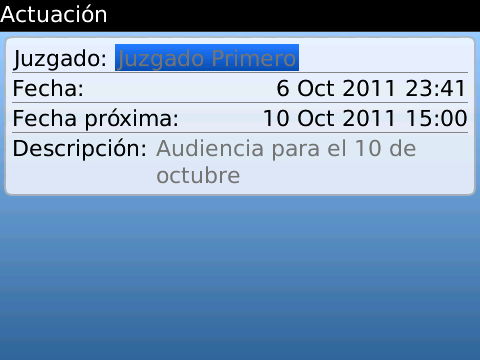 Actuación
Juzgado: Juzgado Primero
Fecha: 6 Oct 2011 23:41
Fecha próxima: 10 Oct 2011 15:00
Descripción: Audiencia para el 10 de
octubre